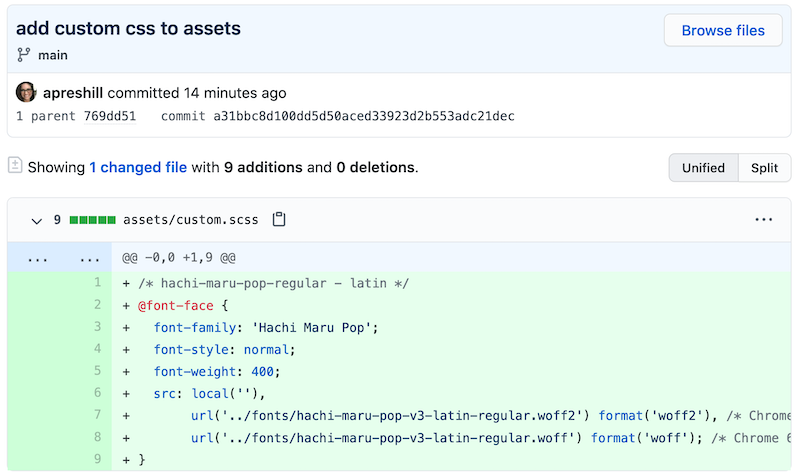 add custom css to assets
Browse files
main
apreshill committed 14 minutes ago
1 parent 769dd51 commit a31bbc8d100dd5d50aced33923d2b553adc21dec
Showing 1 changed file with 9 additions and 0 deletions.
Unified Split
9 assets/custom.scss ...
... ... @@ -0,0 +1,9 @@
1 + /* hachi-maru-pop-regular - latin */
2 + @font-face {
3 + font-family: 'Hachi Maru Pop';
4 + font-style: normal;
5 + font-weight: 400;
6 + src: local(''),
7 + url('../fonts/hachi-maru-pop-v3-latin-regular.woff2') format('woff2'), /* Chrome
8 + url('../fonts/hachi-maru-pop-v3-latin-regular.woff') format('woff'); /* Chrome 6
9 + }